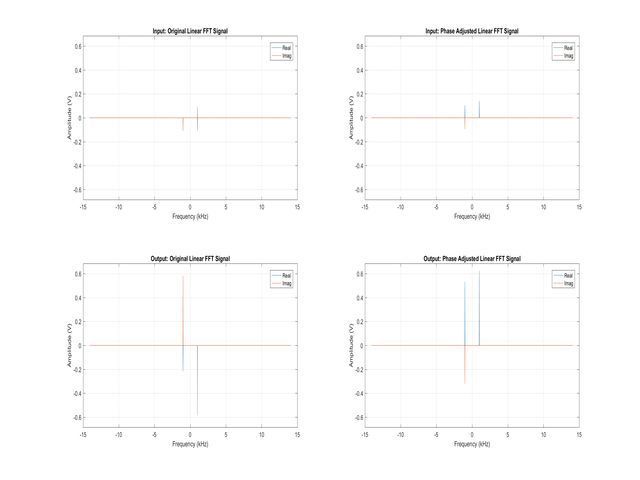 Input: Original Linear FFT Signal
Real
Imag
0.6
0.4
0.2
0
-0.2
-0.4
-0.6
Amplitude (V)
-15
-10
-5
0
5
10
15
Frequency (kHz)
Input: Phase Adjusted Linear FFT Signal
Real
Imag
0.6
0.4
0.2
0
-0.2
-0.4
-0.6
Amplitude (V)
-15
-10
-5
0
5
10
15
Frequency (kHz)
Output: Original Linear FFT Signal
Real
Imag
0.6
0.4
0.2
0
-0.2
-0.4
-0.6
Amplitude (V)
-15
-10
-5
0
5
10
15
Frequency (kHz)
Output: Phase Adjusted Linear FFT Signal
Real
Imag
0.6
0.4
0.2
0
-0.2
-0.4
-0.6
Amplitude (V)
-15
-10
-5
0
5
10
15
Frequency (kHz)